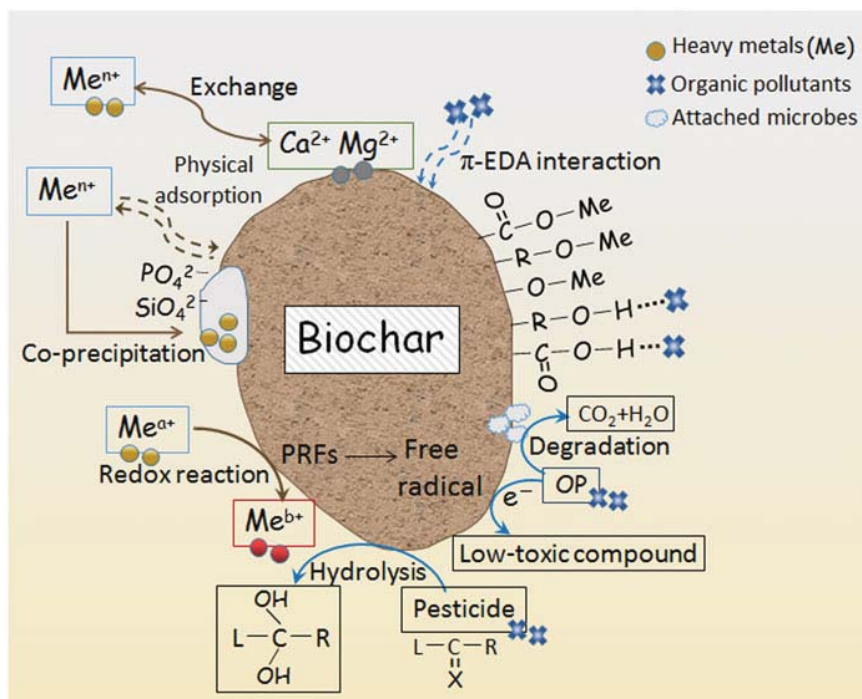 Heavy metals (Me)
Organic pollutants
Attached microbes
Meⁿ⁺
Exchange
Ca²⁺ Mg²⁺
π-EDA interaction
Physical
adsorption
Meⁿ⁺
PO₄²⁻
SiO₄²⁻
Co-precipitation
Biochar
O
C–O–Me
R–O–Me
O–Me
R–O–H
C–O–H
O
Meᵃ⁺
Redox reaction
Meᵇ⁺
PRFs → Free
radical
CO₂+H₂O
Degradation
e⁻
OP
Low-toxic compound
Hydrolysis
OH
L–C–R
OH
Pesticide
L–C–R
X